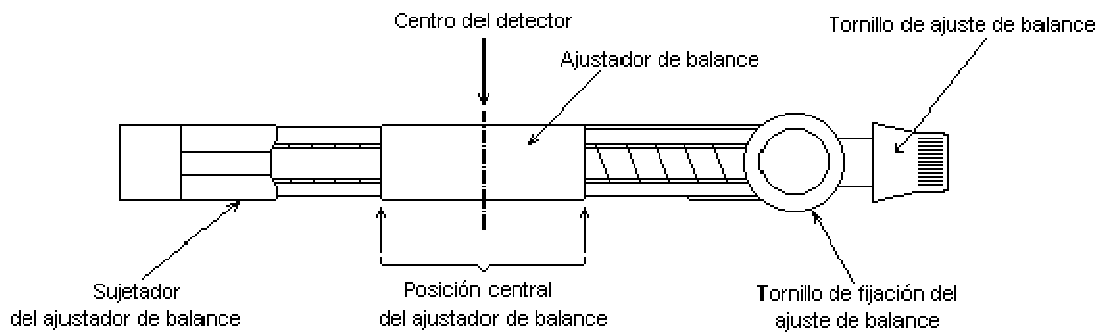 Centro del detector
Tornillo de ajuste de balance
Ajustador de balance
Sujetador
del ajustador de balance
Posición central
del ajustador de balance
Tornillo de fijación del
ajuste de balance